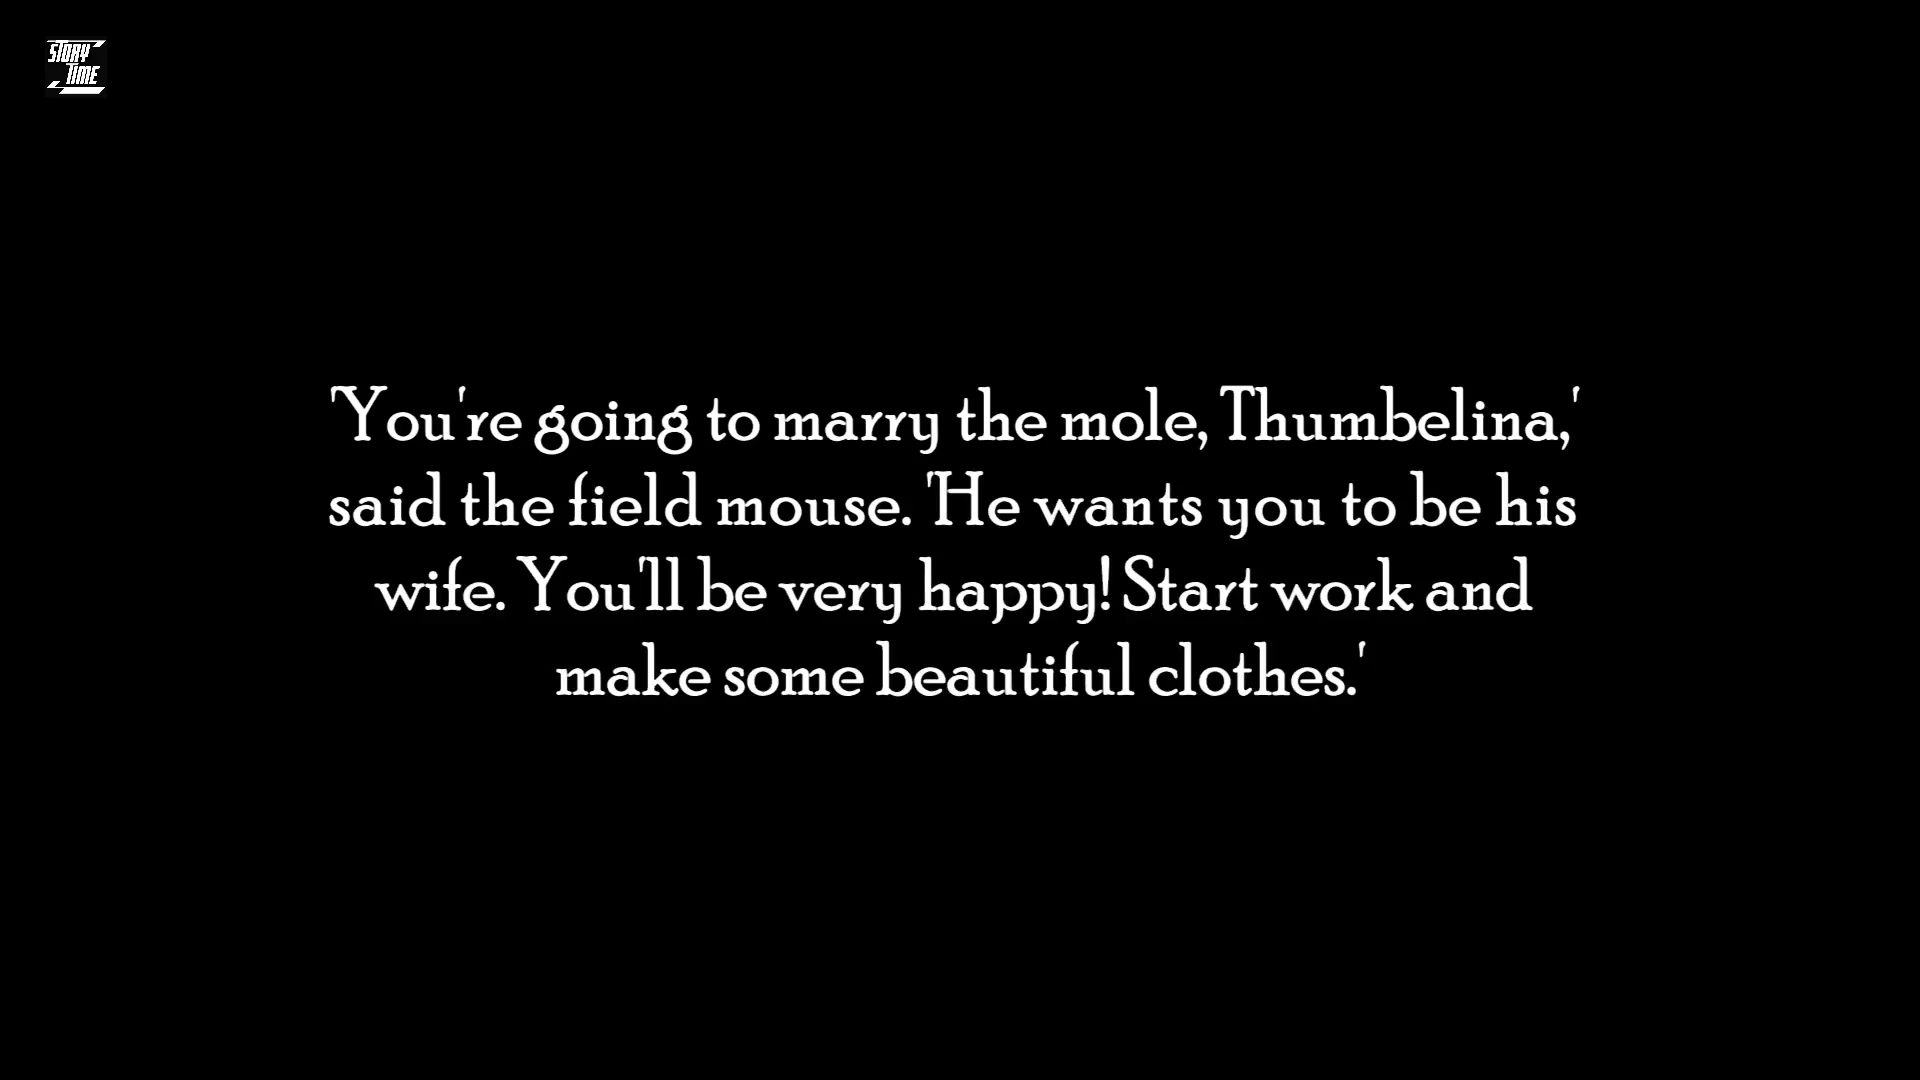 STORY
TIME
'You're going to marry the mole, Thumbelina,'
said the field mouse. 'He wants you to be his
wife. You'll be very happy! Start work and
make some beautiful clothes.'